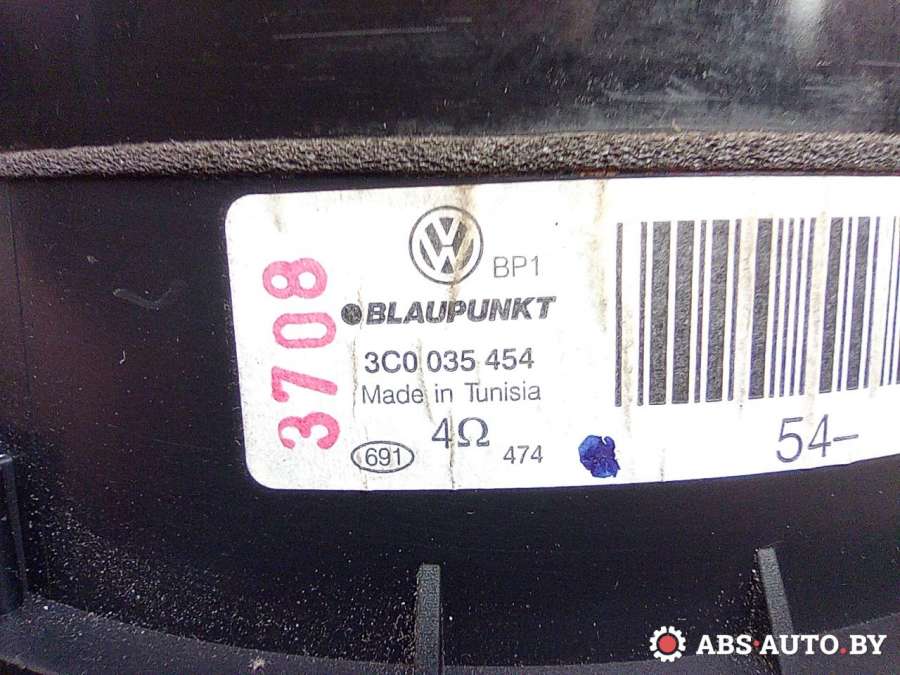 3708
BP1
BLAUPUNKT
3C0 035 454
Made in Tunisia
4Ω
691
474
54-
ABS-AUTO.BY